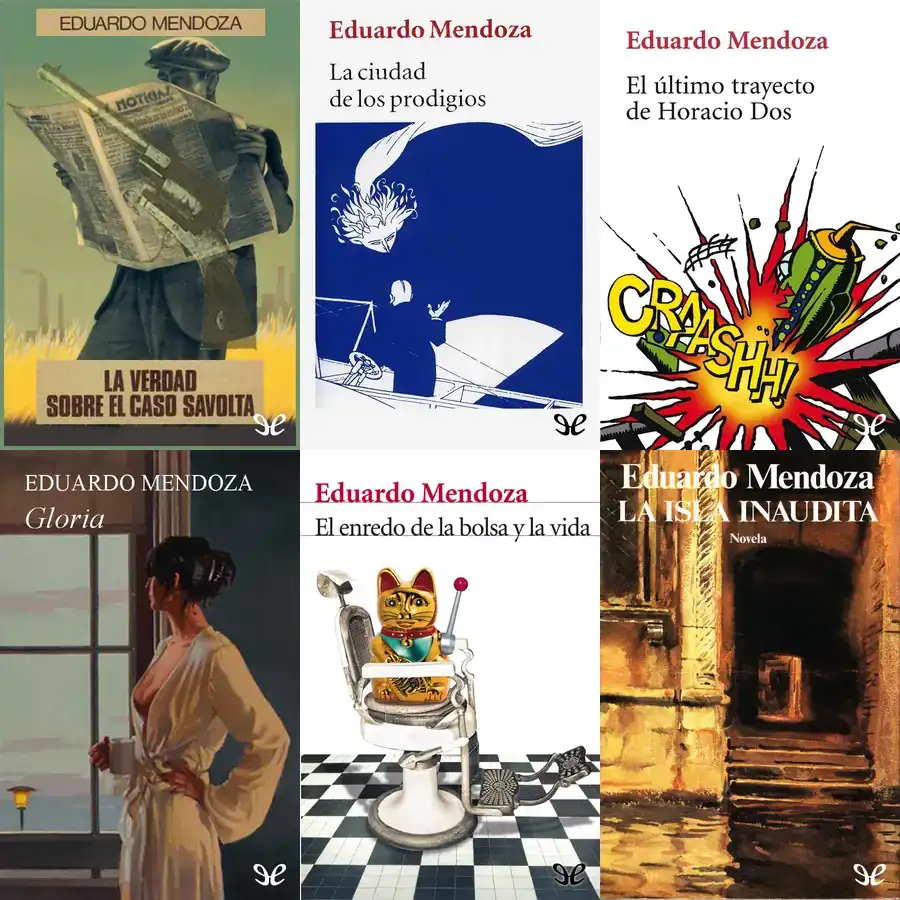 EDUARDO MENDOZA
LA VERDAD
SOBRE EL CASO SAVOLTA
Eduardo Mendoza
La ciudad
de los prodigios
Eduardo Mendoza
El último trayecto
de Horacio Dos
CRAAASHH!
EDUARDO MENDOZA
Gloria
Eduardo Mendoza
El enredo de la bolsa y la vida
Eduardo Mendoza
LA ISLA INAUDITA
Novela